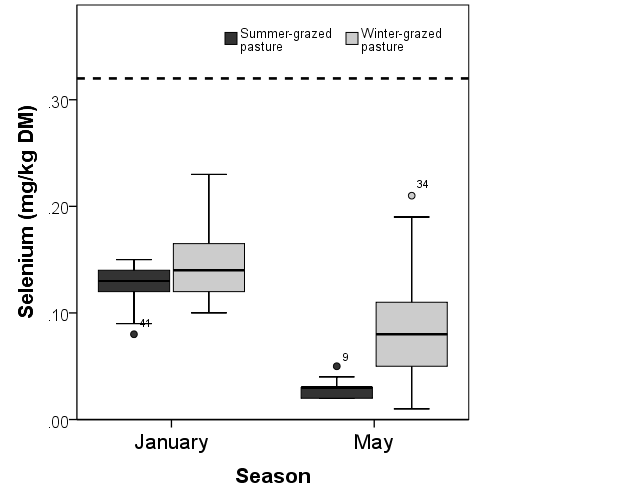 Summer-grazed
pasture
Winter-grazed
pasture
.30
.20
.10
.00
Selenium (mg/kg DM)
34
41
9
January
May
Season